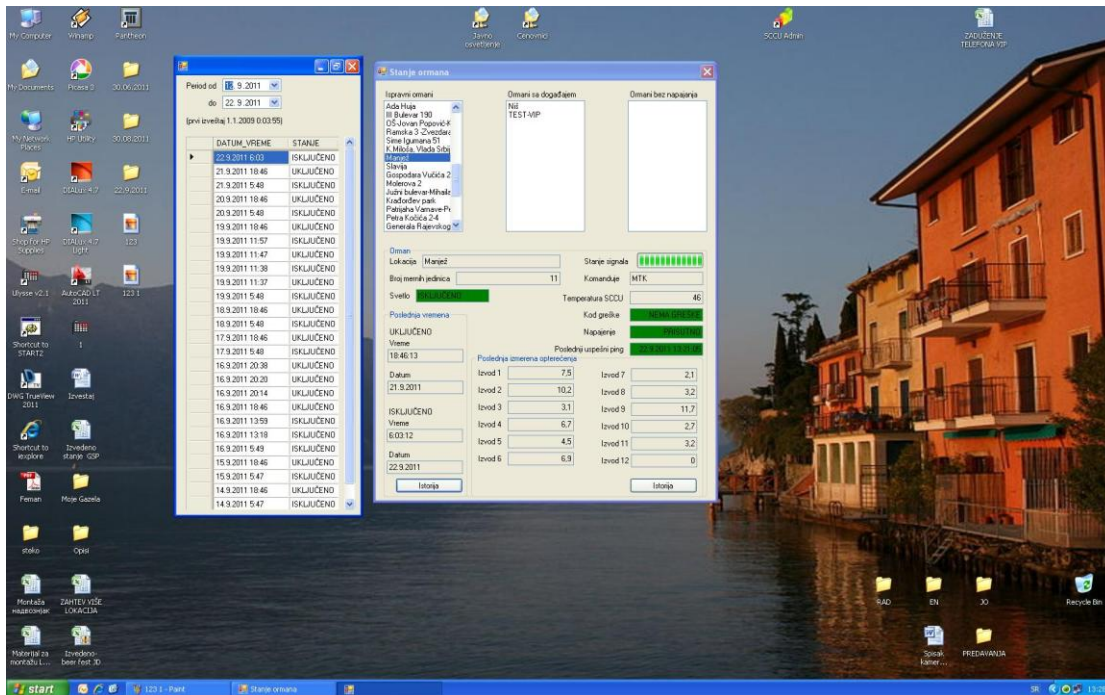 My Computer
Winamp
Pantheon
Javno osvetljenje
Cenovnici
SCCU Admin
ZADUŽENJE TELEFONA VIP
My Documents
Picasa 3
30.06.2011
My Network Places
HP Utility
30.08.2011
E-mail
DIALux 4.7
22.9.2011
Shop for HP Supplies
DIALux 4.7 Light
123
Ulysse v2.1
AutoCAD LT 2011
123 1
Shortcut to START2
1
DWG TrueView 2011
Izvestaj
Shortcut to iexplore
Izvedeno stanje GSP
Feman
Moje Gazela
steko
Opisi
Montaža
ZAHTEV VIŠE LOKACIJA
Materijal za montažu L...
Izvedeno-beer fest JD
Period od 9.2011
do 22. 9.2011
(prvi izveštaj 1.1.2009 0:03:55)
DATUM_VREME STANJE
22.9.2011 6:03 ISKLJUČENO
21.9.2011 18:46 UKLJUČENO
21.9.2011 5:48 ISKLJUČENO
20.9.2011 18:46 UKLJUČENO
20.9.2011 5:48 ISKLJUČENO
19.9.2011 18:46 UKLJUČENO
19.9.2011 11:57 ISKLJUČENO
19.9.2011 11:47 UKLJUČENO
19.9.2011 11:38 ISKLJUČENO
19.9.2011 11:37 UKLJUČENO
19.9.2011 5:48 ISKLJUČENO
18.9.2011 18:46 UKLJUČENO
18.9.2011 5:48 ISKLJUČENO
17.9.2011 18:46 UKLJUČENO
17.9.2011 5:48 ISKLJUČENO
16.9.2011 20:38 UKLJUČENO
16.9.2011 20:20 UKLJUČENO
16.9.2011 20:14 UKLJUČENO
16.9.2011 18:46 UKLJUČENO
16.9.2011 13:59 ISKLJUČENO
16.9.2011 13:18 UKLJUČENO
16.9.2011 5:49 ISKLJUČENO
15.9.2011 18:46 UKLJUČENO
15.9.2011 5:47 ISKLJUČENO
14.9.2011 18:46 UKLJUČENO
14.9.2011 5:47 ISKLJUČENO
Stanje ormana
Ispravni ormani
Ada Huja
III Bulevar 190
OŠ-Jovan Popović-K
Ramska 3 -Zvezdara
Sime Igumana 51
K.Miloša, Vlada Srbij
Manjež
Slavija
Gospodara Vučića 2
Molerova 2
Južni bulevar-Mihaila
Karađorđev park
Patrijaha Varnave-Pr
Petra Kočića 2-4
Generala Rajevskog
Ormani sa događajem
Niš
TEST-VIP
Ormani bez napajanja
Orman
Lokacija Manjež
Stanje signala
Broj mernih jedinica 11
Komanduje MTK
Svetlo ISKLJUČENO
Temperatura SCCU 46
Kod greške NEMA GREŠKE
Napajenje PRISUTNO
Poslednji uspešni ping
Poslednja vremena
UKLJUČENO
Vreme
18:46:13
Datum
21.9.2011
ISKLJUČENO
Vreme
6:03:12
Datum
22.9.2011
Istorija
Poslednja izmerena opterećenja
Izvod 1 7,5
Izvod 2 10,2
Izvod 3 3,1
Izvod 4 6,7
Izvod 5 4,5
Izvod 6 6,9
Izvod 7 2,1
Izvod 8 3,2
Izvod 9 11,7
Izvod 10 2,7
Izvod 11 3,2
Izvod 12 0
Istorija
RAD
EN
JO
Recycle Bin
Spisak kamer...
PREDAVANJA
start
123 1 - Paint
Stanje ormana
SR